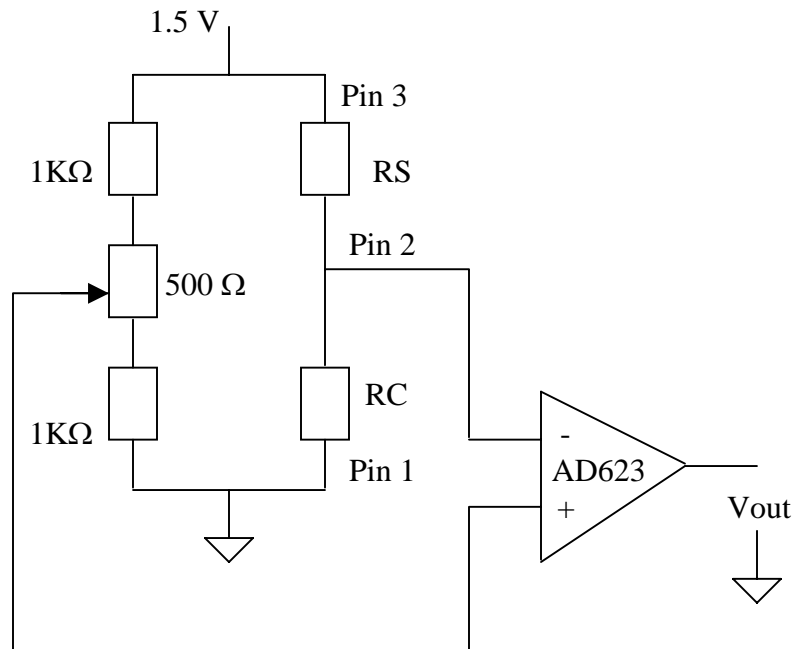 1.5 V
Pin 3
1KΩ
RS
Pin 2
500 Ω
RC
1KΩ
Pin 1
-
AD623
+
Vout